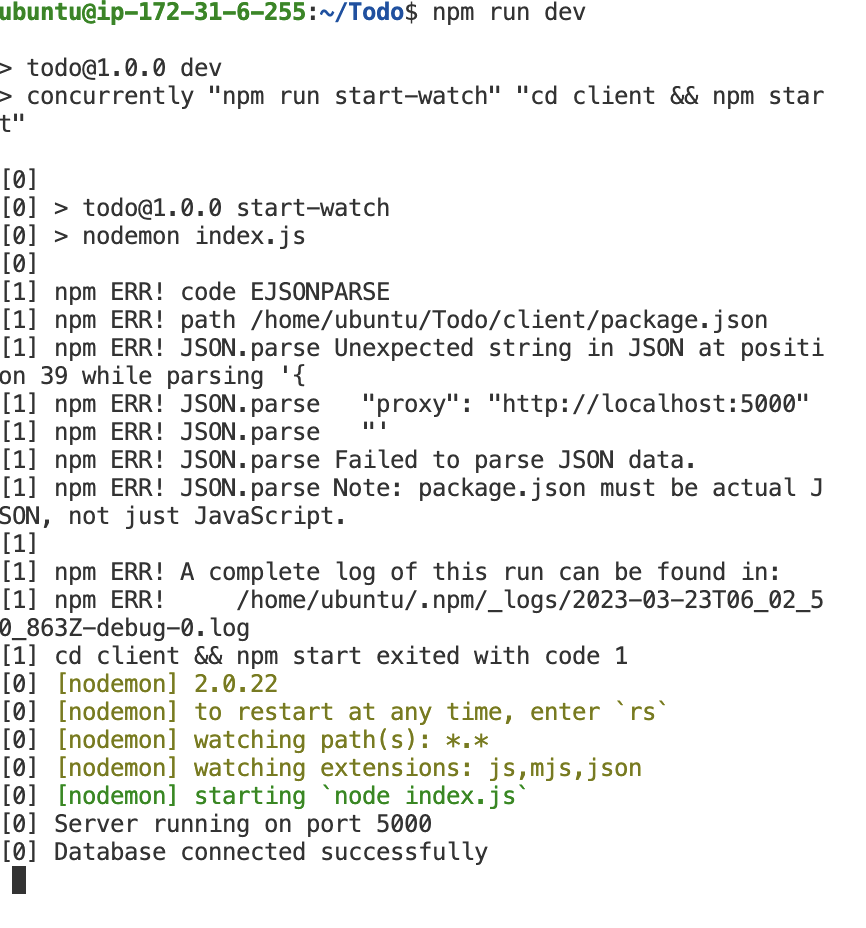 ubuntu@ip-172-31-6-255:~/Todo$ npm run dev
> todo@1.0.0 dev
> concurrently "npm run start-watch" "cd client && npm star
t"
[0]
[0] > todo@1.0.0 start-watch
[0] > nodemon index.js
[0]
[1] npm ERR! code EJSONPARSE
[1] npm ERR! path /home/ubuntu/Todo/client/package.json
[1] npm ERR! JSON.parse Unexpected string in JSON at positi
on 39 while parsing '{
[1] npm ERR! JSON.parse   "proxy": "http://localhost:5000"
[1] npm ERR! JSON.parse   "'
[1] npm ERR! JSON.parse Failed to parse JSON data.
[1] npm ERR! JSON.parse Note: package.json must be actual J
SON, not just JavaScript.
[1]
[1] npm ERR! A complete log of this run can be found in:
[1] npm ERR!     /home/ubuntu/.npm/_logs/2023-03-23T06_02_5
0_863Z-debug-0.log
[1] cd client && npm start exited with code 1
[0] [nodemon] 2.0.22
[0] [nodemon] to restart at any time, enter `rs`
[0] [nodemon] watching path(s): *.*
[0] [nodemon] watching extensions: js,mjs,json
[0] [nodemon] starting `node index.js`
[0] Server running on port 5000
[0] Database connected successfully